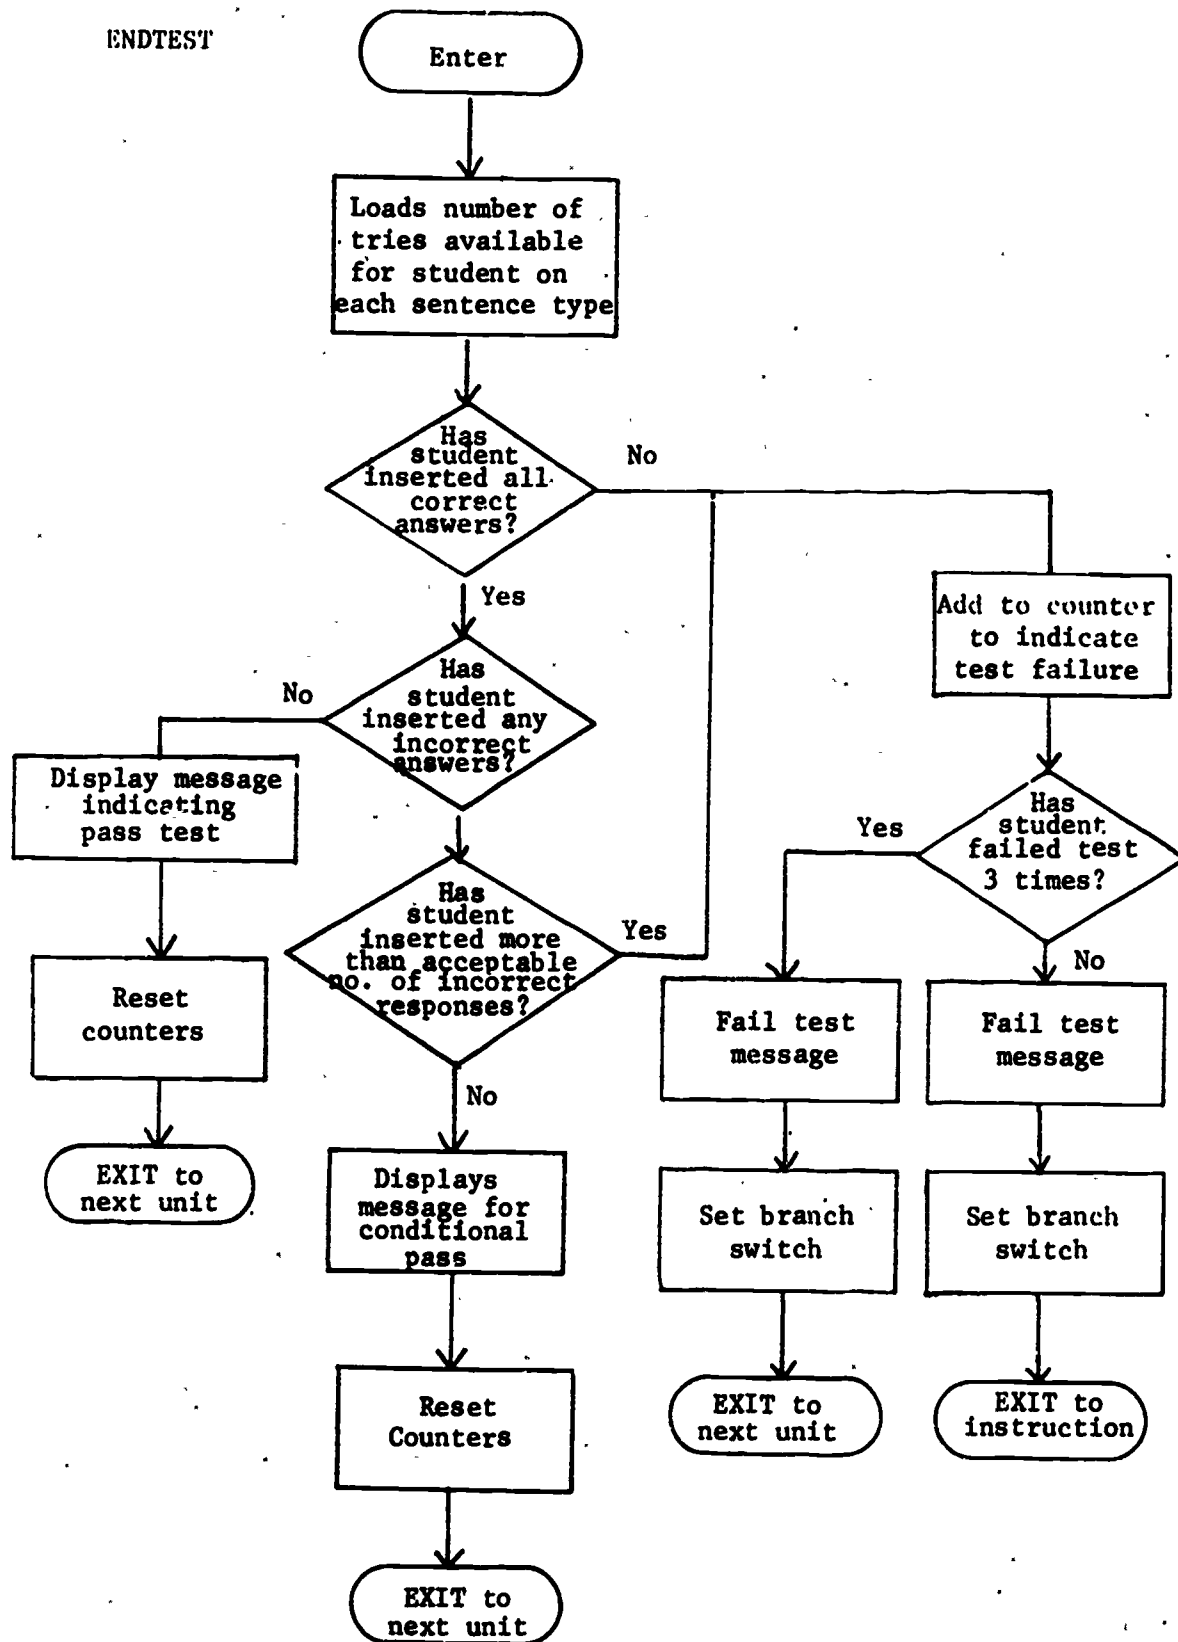 ENDTEST
Enter
Loads number of
tries available
for student on
each sentence type
Has
student
inserted all
correct
answers?
No
Yes
Add to counter
to indicate
test failure
Has
student
inserted any
incorrect
answers?
No
Display message
indicating
pass test
Reset
counters
EXIT to
next unit
Has
student
inserted more
than acceptable
no. of incorrect
responses?
Yes
No
Displays
message for
conditional
pass
Reset
Counters
EXIT to
next unit
Has
student
failed test
3 times?
Yes
No
Fail test
message
Set branch
switch
EXIT to
next unit
Fail test
message
Set branch
switch
EXIT to
instruction